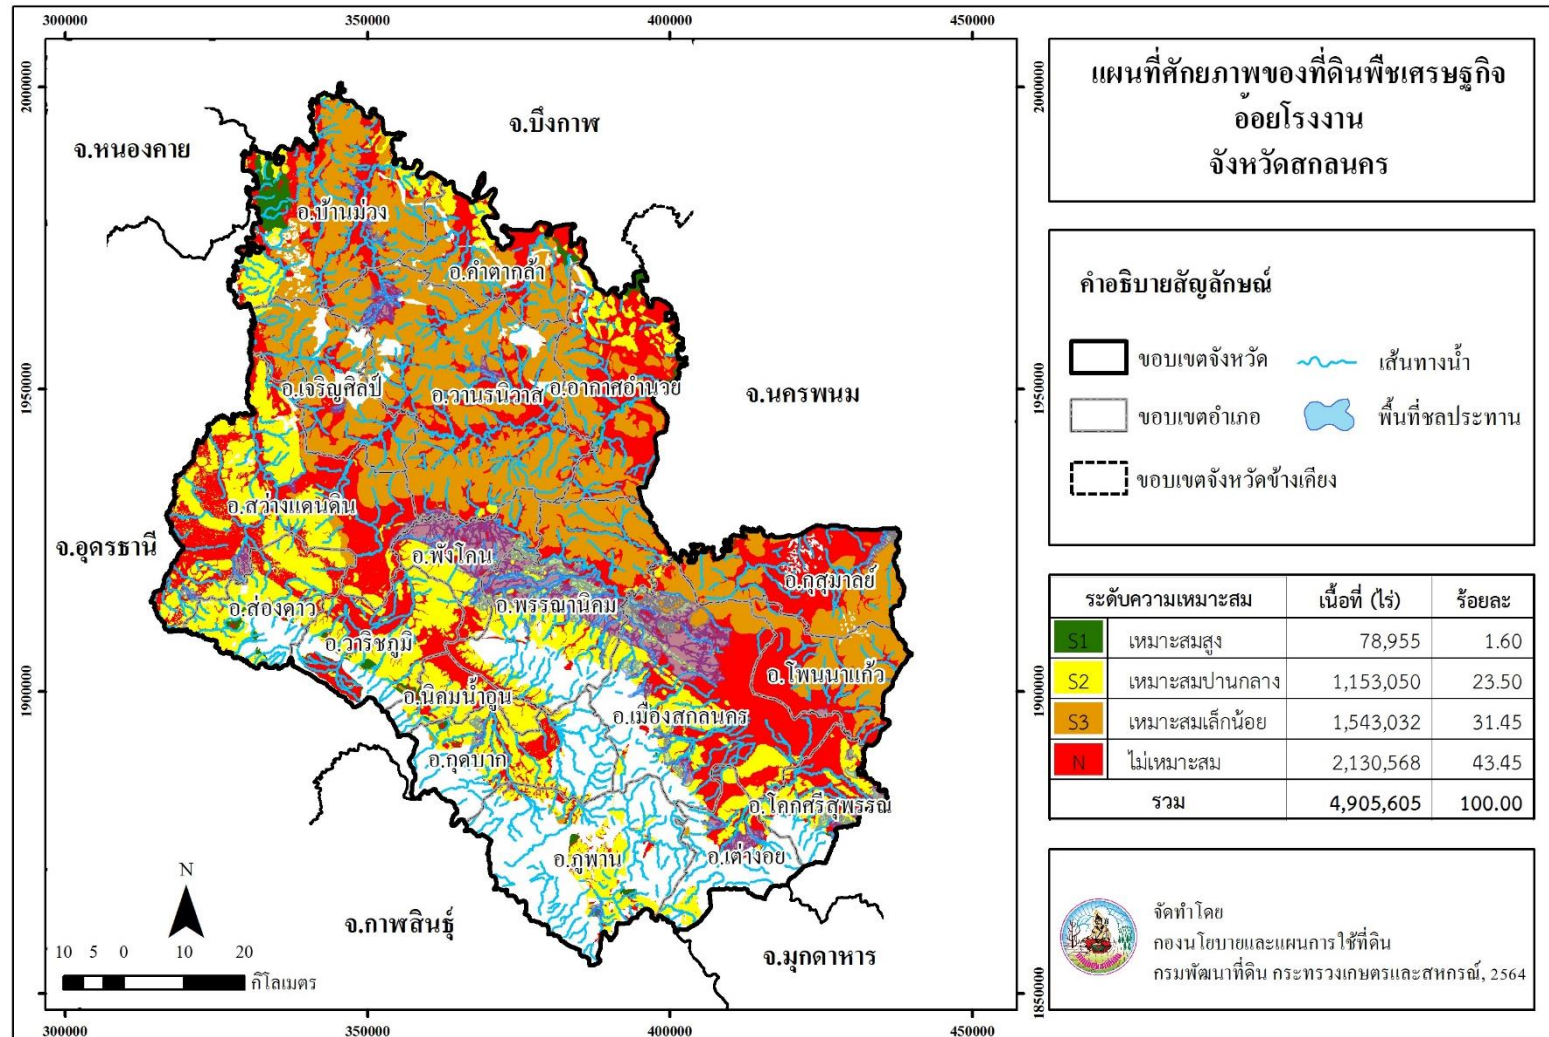 300000 350000 400000 450000
2000000
1950000
1900000
1850000
จ.บึงกาฬ
จ.หนองคาย
อ.บ้านม่วง
อ.คำตากล้า
อ.เจริญศิลป์
อ.วานรนิวาส
อ.อากาศอำนวย
จ.นครพนม
อ.สว่างแดนดิน
จ.อุดรธานี
อ.พังโคน
อ.กุสุมาลย์
อ.ส่องดาว
อ.พรรณานิคม
อ.วาริชภูมิ
อ.โพนนาแก้ว
อ.นิคมน้ำอูน
อ.เมืองสกลนคร
อ.กุดบาก
อ.โคกศรีสุพรรณ
อ.ภูพาน
อ.เต่างอย
จ.กาฬสินธุ์
จ.มุกดาหาร
N
10 5 0 10 20
กิโลเมตร
300000 350000 400000 450000
2000000
1950000
1900000
1850000
แผนที่ศักยภาพของที่ดินพืชเศรษฐกิจ
อ้อยโรงงาน
จังหวัดสกลนคร
คำอธิบายสัญลักษณ์
ขอบเขตจังหวัด เส้นทางน้ำ
ขอบเขตอำเภอ พื้นที่ชลประทาน
ขอบเขตจังหวัดข้างเคียง
ระดับความเหมาะสม เนื้อที่ (ไร่) ร้อยละ
S1 เหมาะสมสูง 78,955 1.60
S2 เหมาะสมปานกลาง 1,153,050 23.50
S3 เหมาะสมเล็กน้อย 1,543,032 31.45
N ไม่เหมาะสม 2,130,568 43.45
รวม 4,905,605 100.00
จัดทำโดย
กองนโยบายและแผนการใช้ที่ดิน
กรมพัฒนาที่ดิน กระทรวงเกษตรและสหกรณ์, 2564